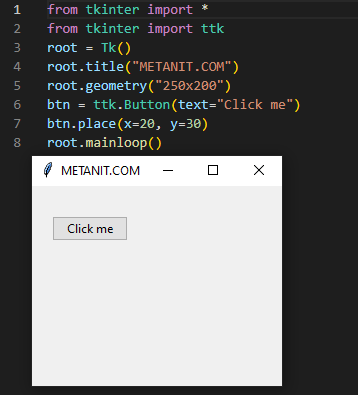 1 from tkinter import *
2 from tkinter import ttk
3 root = Tk()
4 root.title("METANIT.COM")
5 root.geometry("250x200")
6 btn = ttk.Button(text="Click me")
7 btn.place(x=20, y=30)
8 root.mainloop()
METANIT.COM
Click me